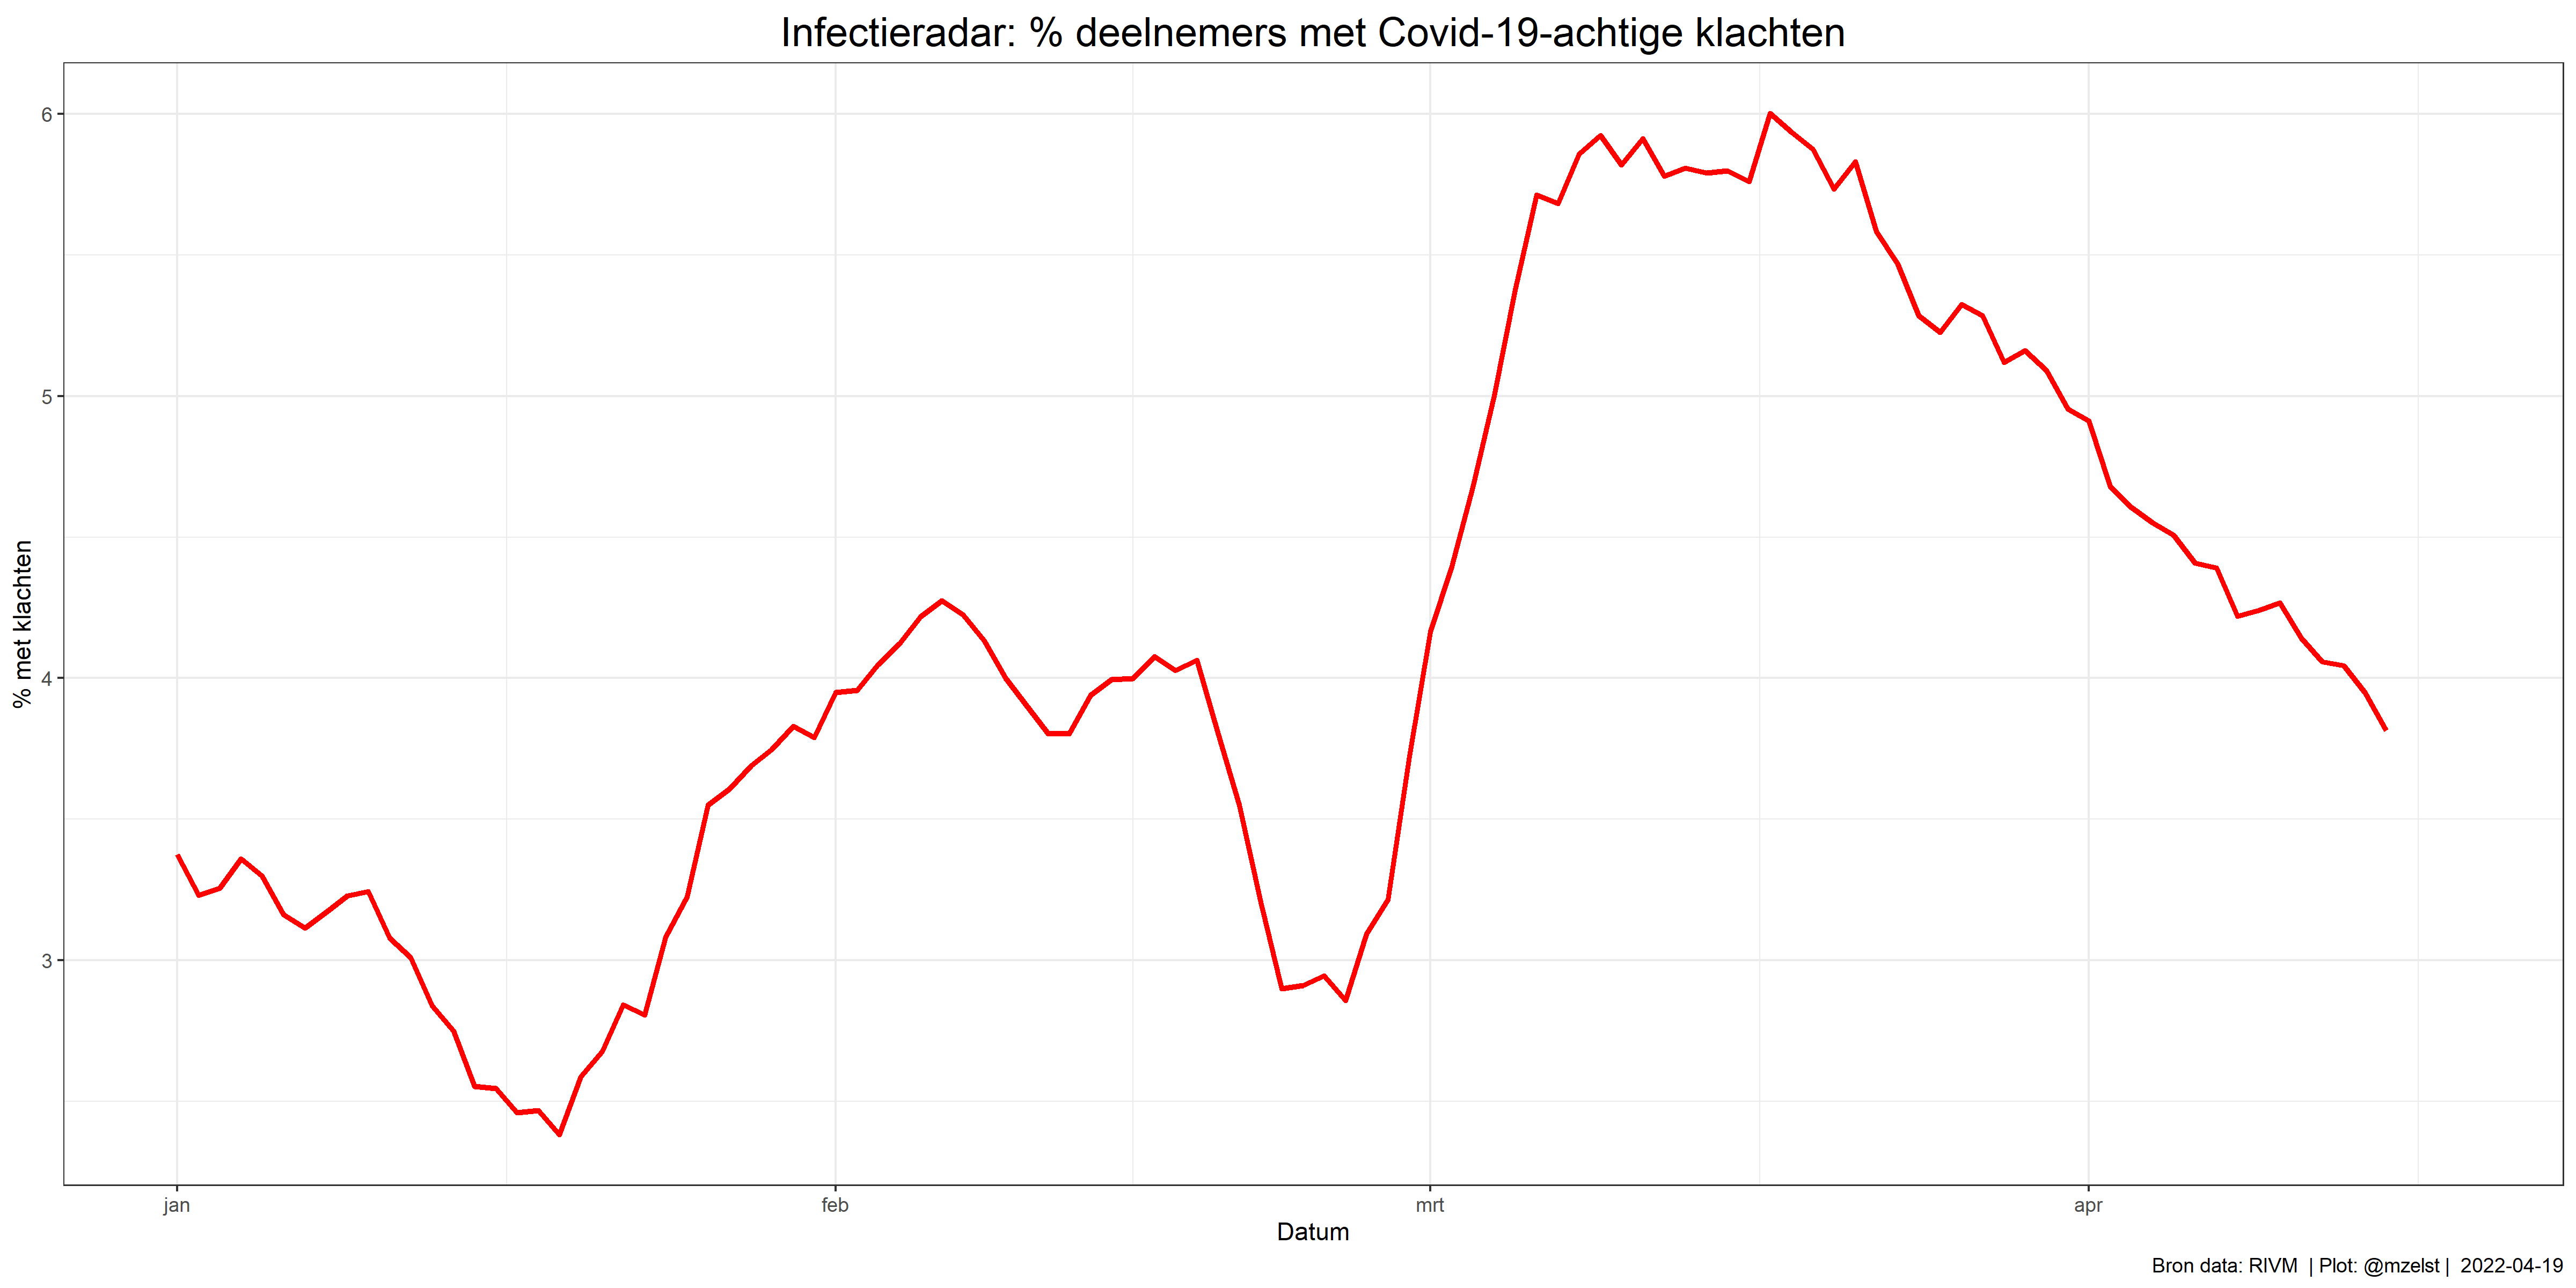 Infectieradar: % deelnemers met Covid-19-achtige klachten
% met klachten
6
5
4
3
jan feb mrt apr
Datum
Bron data: RIVM | Plot: @mzelst | 2022-04-19